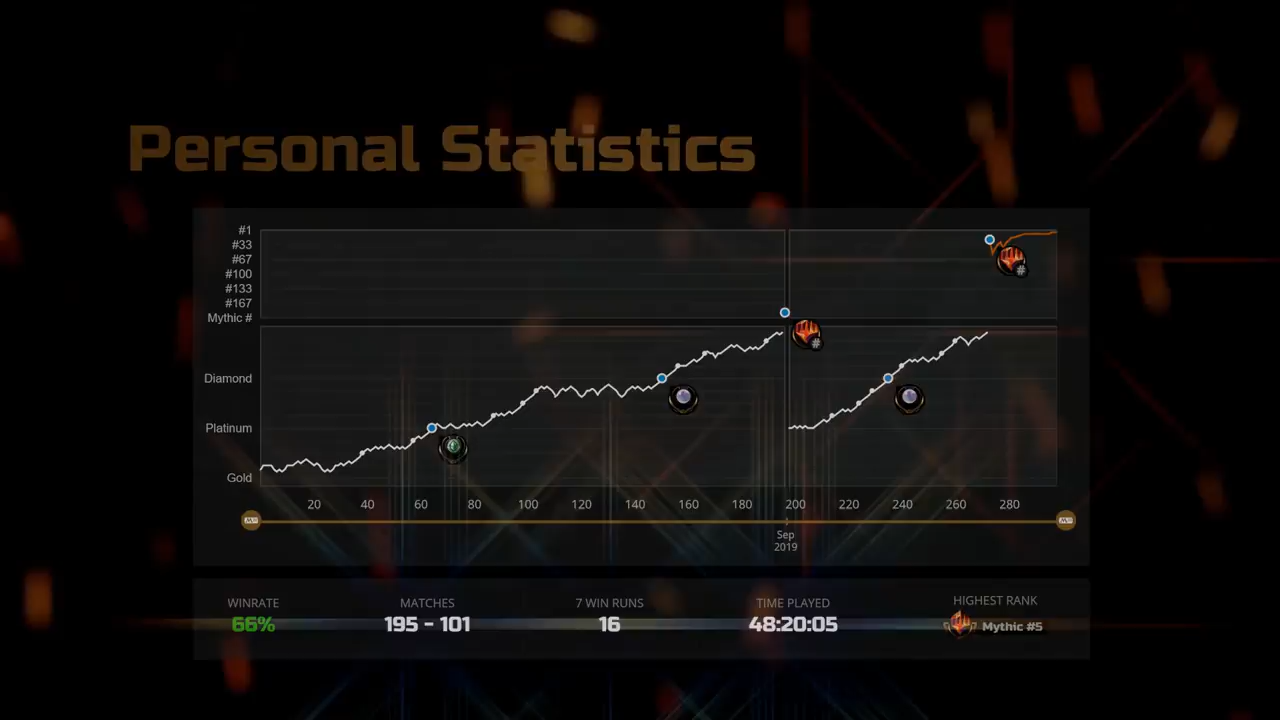 Personal Statistics
#1
#33
#67
#100
#133
#167
Mythic #
Diamond
Platinum
Gold
20 40 60 80 100 120 140 160 180 200 220 240 260 280
Sep
2019
WINRATE MATCHES 7 WIN RUNS TIME PLAYED HIGHEST RANK
66% 195 - 101 16 48:20:05 Mythic #5